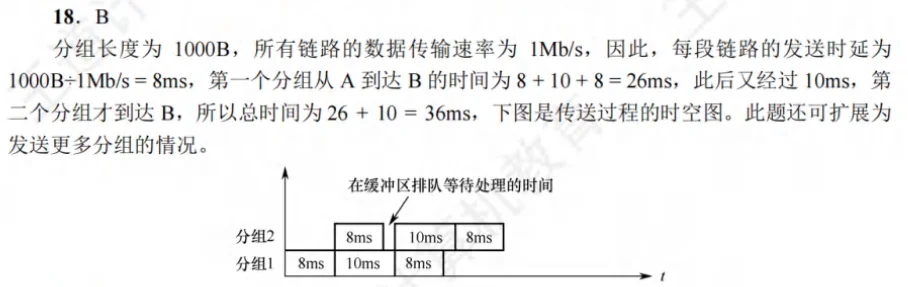 18. B
分组长度为 1000B，所有链路的数据传输速率为 1Mb/s，因此，每段链路的发送时延为
1000B÷1Mb/s = 8ms，第一个分组从 A 到达 B 的时间为 8 + 10 + 8 = 26ms，此后又经过 10ms，第
二个分组才到达 B，所以总时间为 26 + 10 = 36ms，下图是传送过程的时空图。此题还可扩展为
发送更多分组的情况。
在缓冲区排队等待处理的时间
分组2 8ms 10ms 8ms
分组1 8ms 10ms 8ms
t